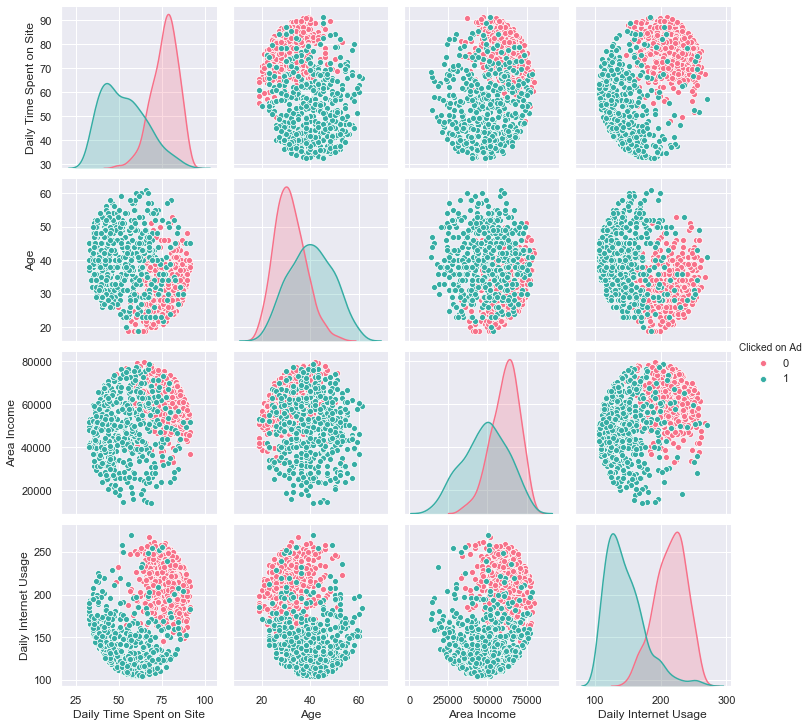 Daily Time Spent on Site
90
80
70
60
50
40
30
Age
60
50
40
30
20
Area Income
80000
60000
40000
20000
Clicked on Ad
0
1
Daily Internet Usage
250
200
150
100
25 50 75 100
20 40 60
0 25000 50000 75000
100 200 300
Daily Time Spent on Site
Age
Area Income
Daily Internet Usage